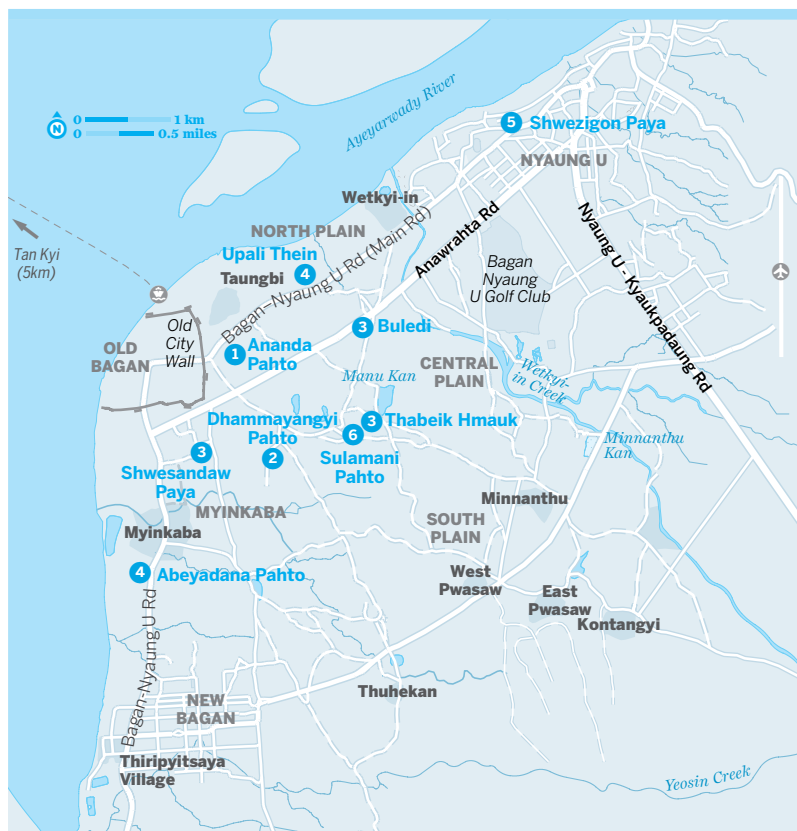 Ayeyarwady River
0 1 km
N
0 0.5 miles
5 Shwezigon Paya
NYAUNG U
Wetkyi-in
Tan Kyi
(5km)
NORTH PLAIN
Upali Thein
4
Taungbi
Bagan–Nyaung U Rd (Main Rd)
Anawrahta Rd
Nyaung U - Kyaukpadaung Rd
Bagan
Nyaung
U Golf Club
Old
City
Wall
OLD
BAGAN
1 Ananda
Pahto
3 Buledi
Manu Kan
CENTRAL
PLAIN
Wetkyi-
in Creek
Dhammayangyi
Pahto
2
3 Thabeik Hmauk
6
Sulamani
Pahto
Minnanthu
Kan
3
Shwesandaw
Paya
MYINKABA
Minnanthu
SOUTH
PLAIN
Myinkaba
4 Abeyadana Pahto
West
Pwasaw
East
Pwasaw
Kontangyi
Bagan-Nyaung U Rd
Thuhekan
NEW
BAGAN
Thiripyitsaya
Village
Yeosin Creek